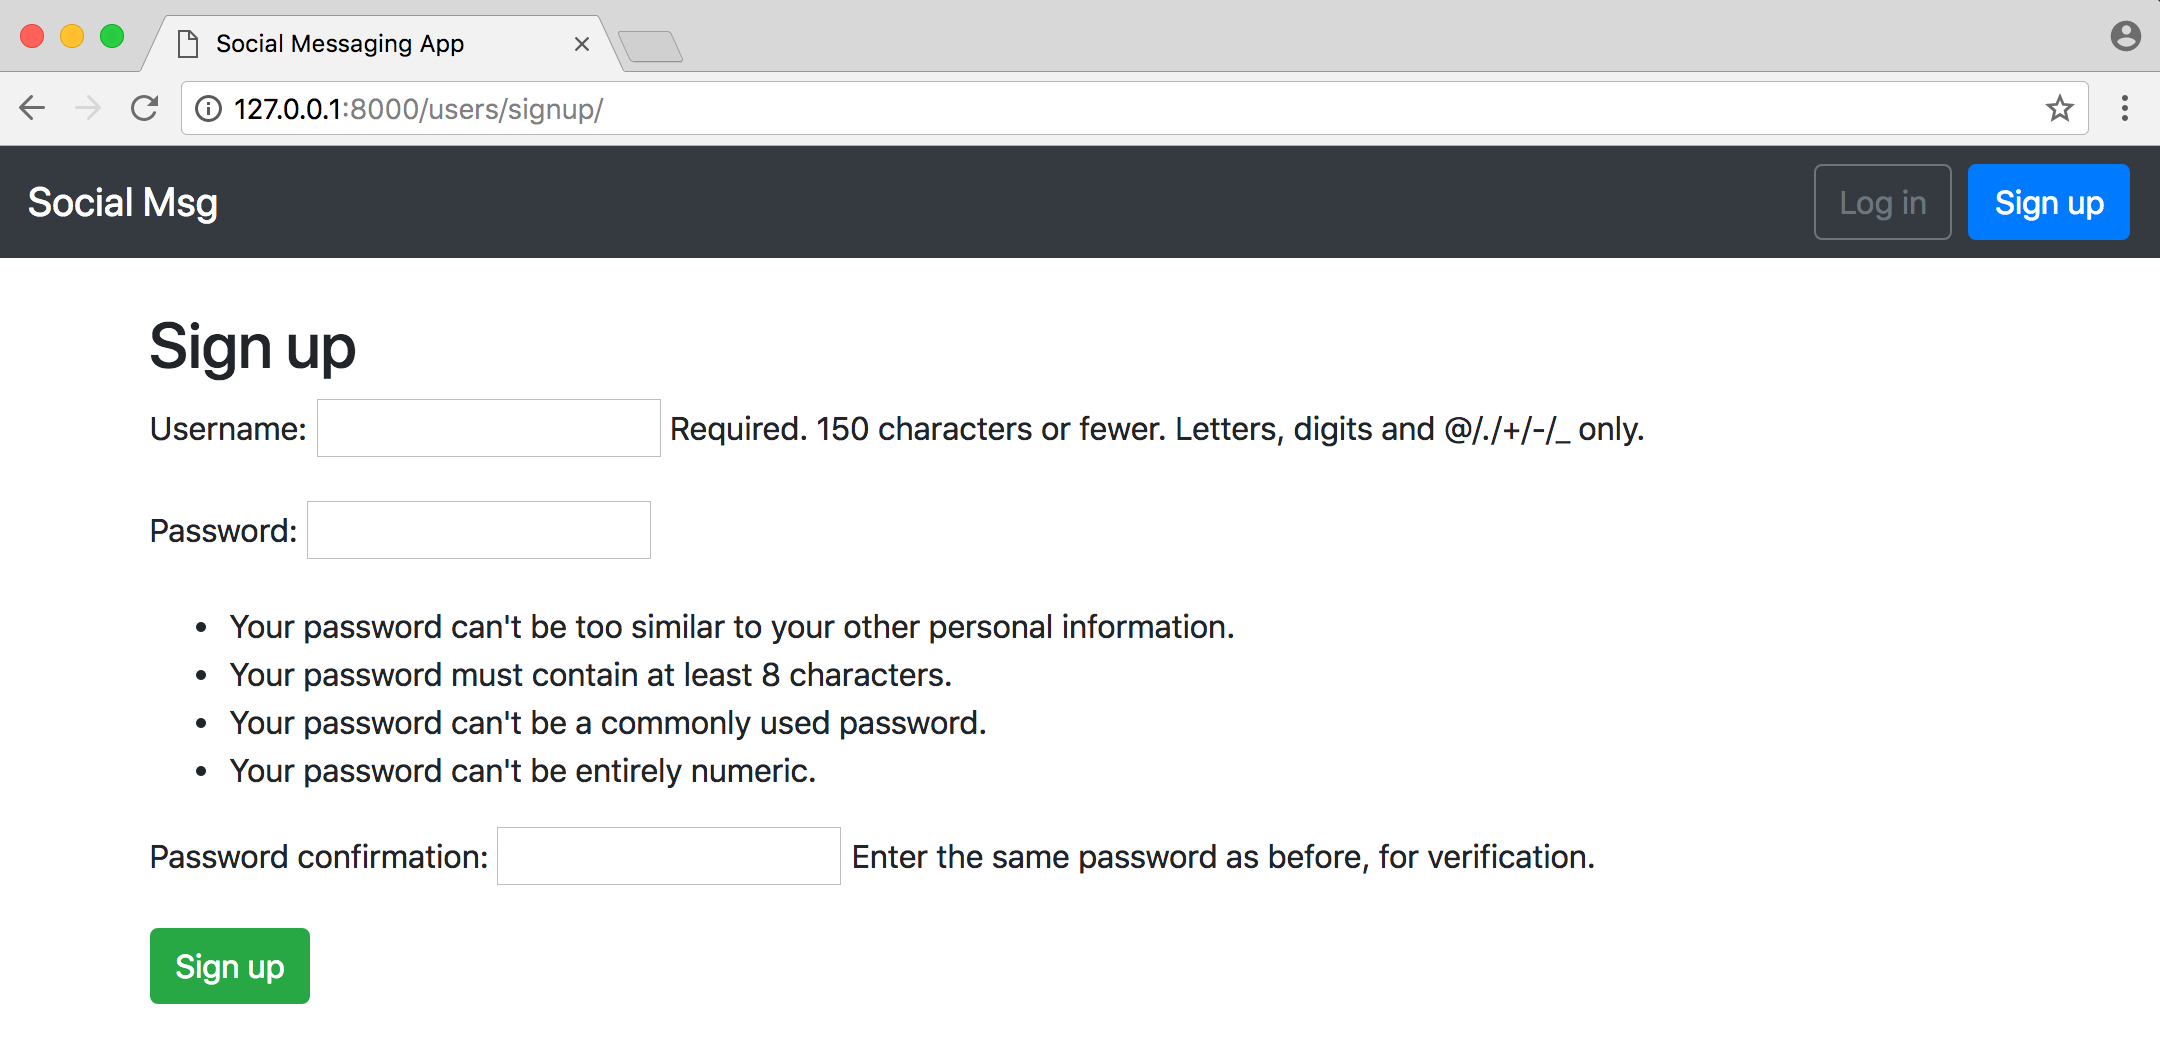 Social Messaging App
127.0.0.1:8000/users/signup/
Social Msg
Log in
Sign up
Sign up
Username:
Required. 150 characters or fewer. Letters, digits and @/./+/-/_ only.
Password:
• Your password can't be too similar to your other personal information.
• Your password must contain at least 8 characters.
• Your password can't be a commonly used password.
• Your password can't be entirely numeric.
Password confirmation:
Enter the same password as before, for verification.
Sign up